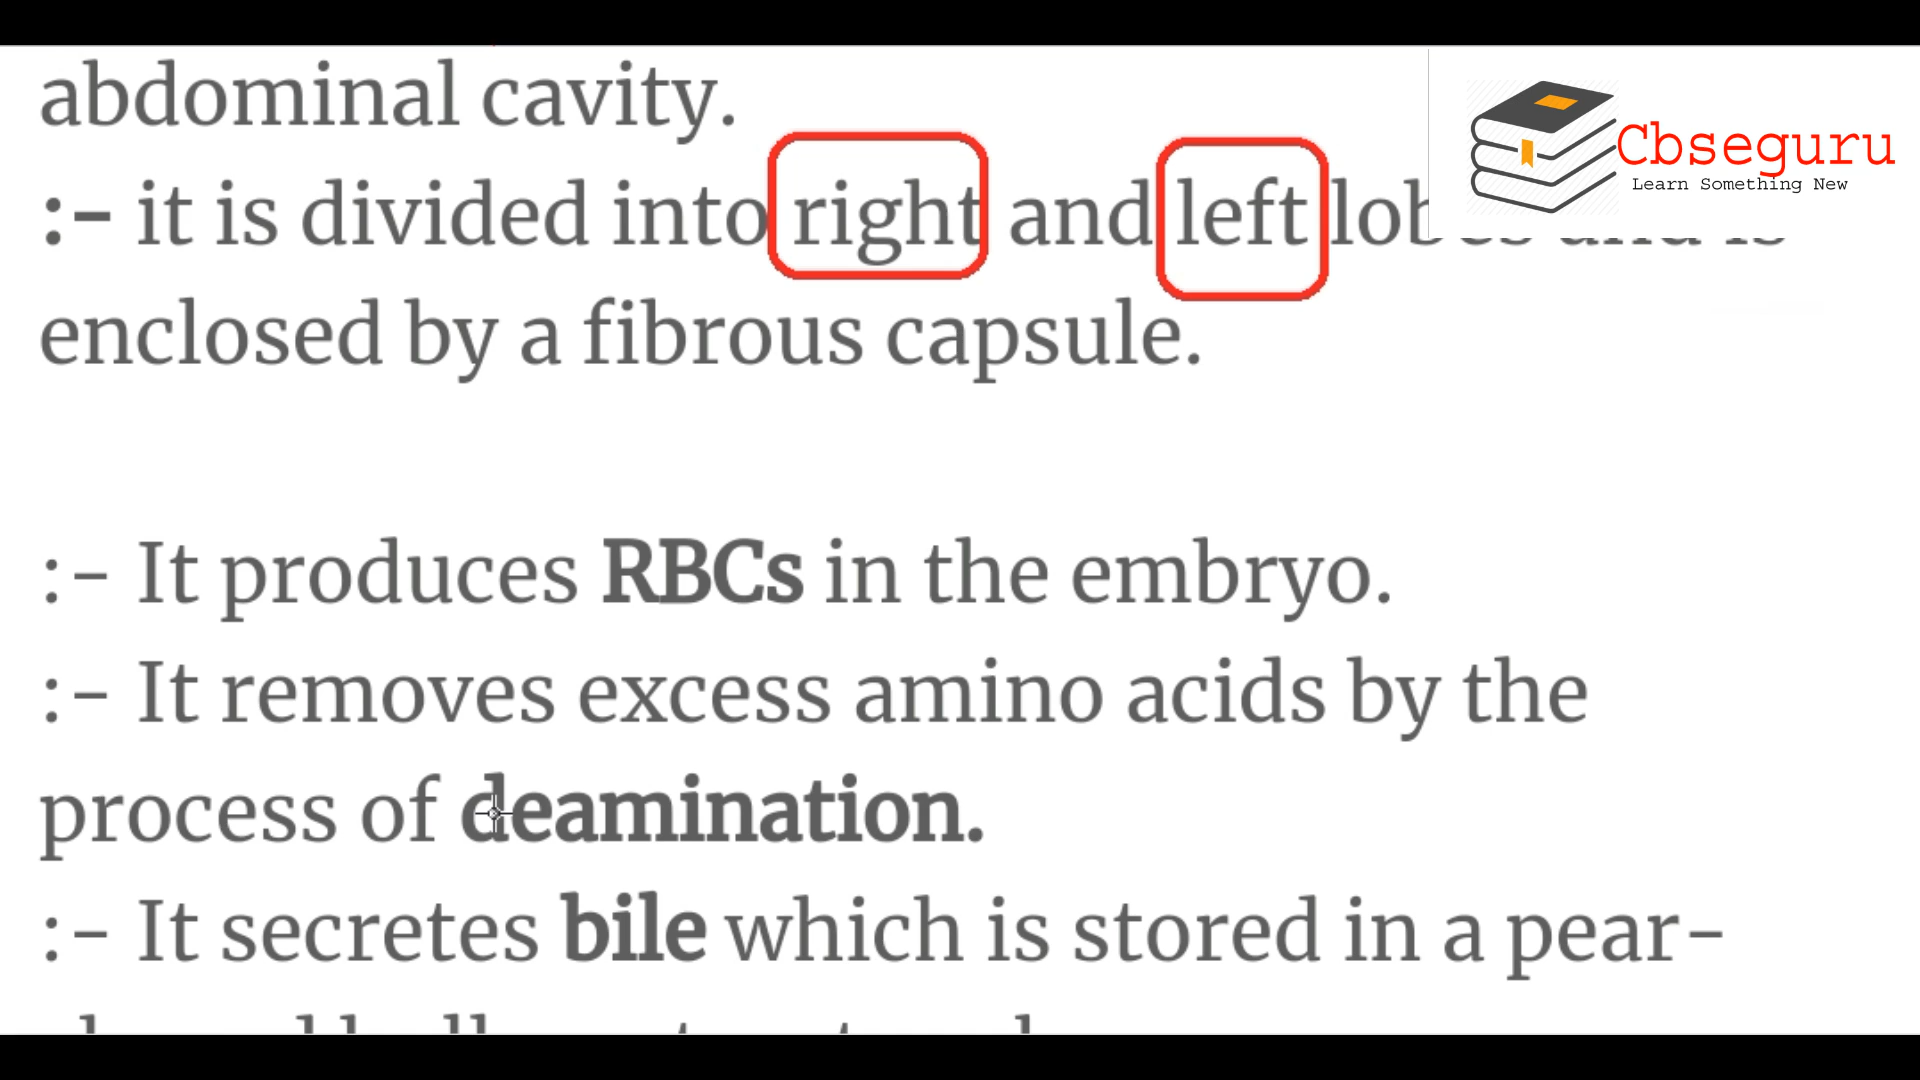 abdominal cavity.
:- it is divided into right and left
enclosed by a fibrous capsule.
:- It produces RBCs in the embryo.
:- It removes excess amino acids by the
process of deamination.
:- It secretes bile which is stored in a pear-
Cbseguru
Learn Something New